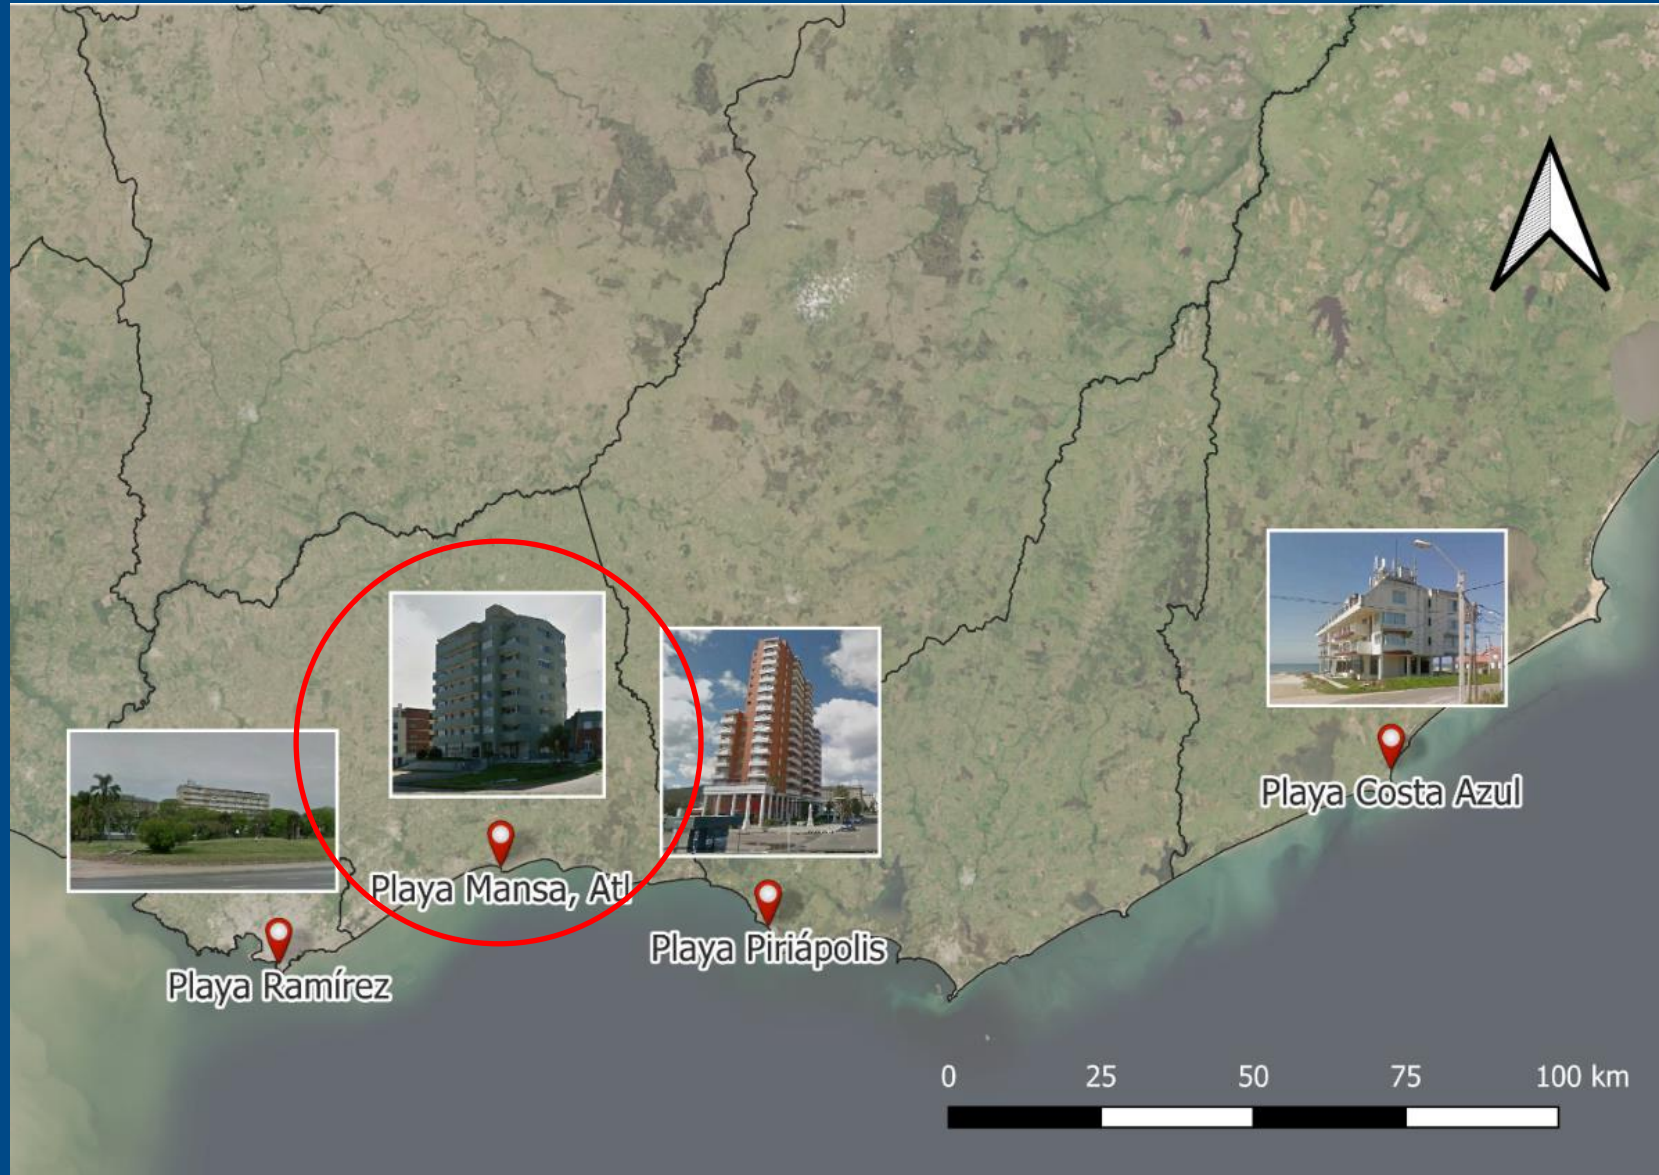 Playa Costa Azul
Playa Mansa, Atl
Playa Piriápolis
Playa Ramírez
0 25 50 75 100 km